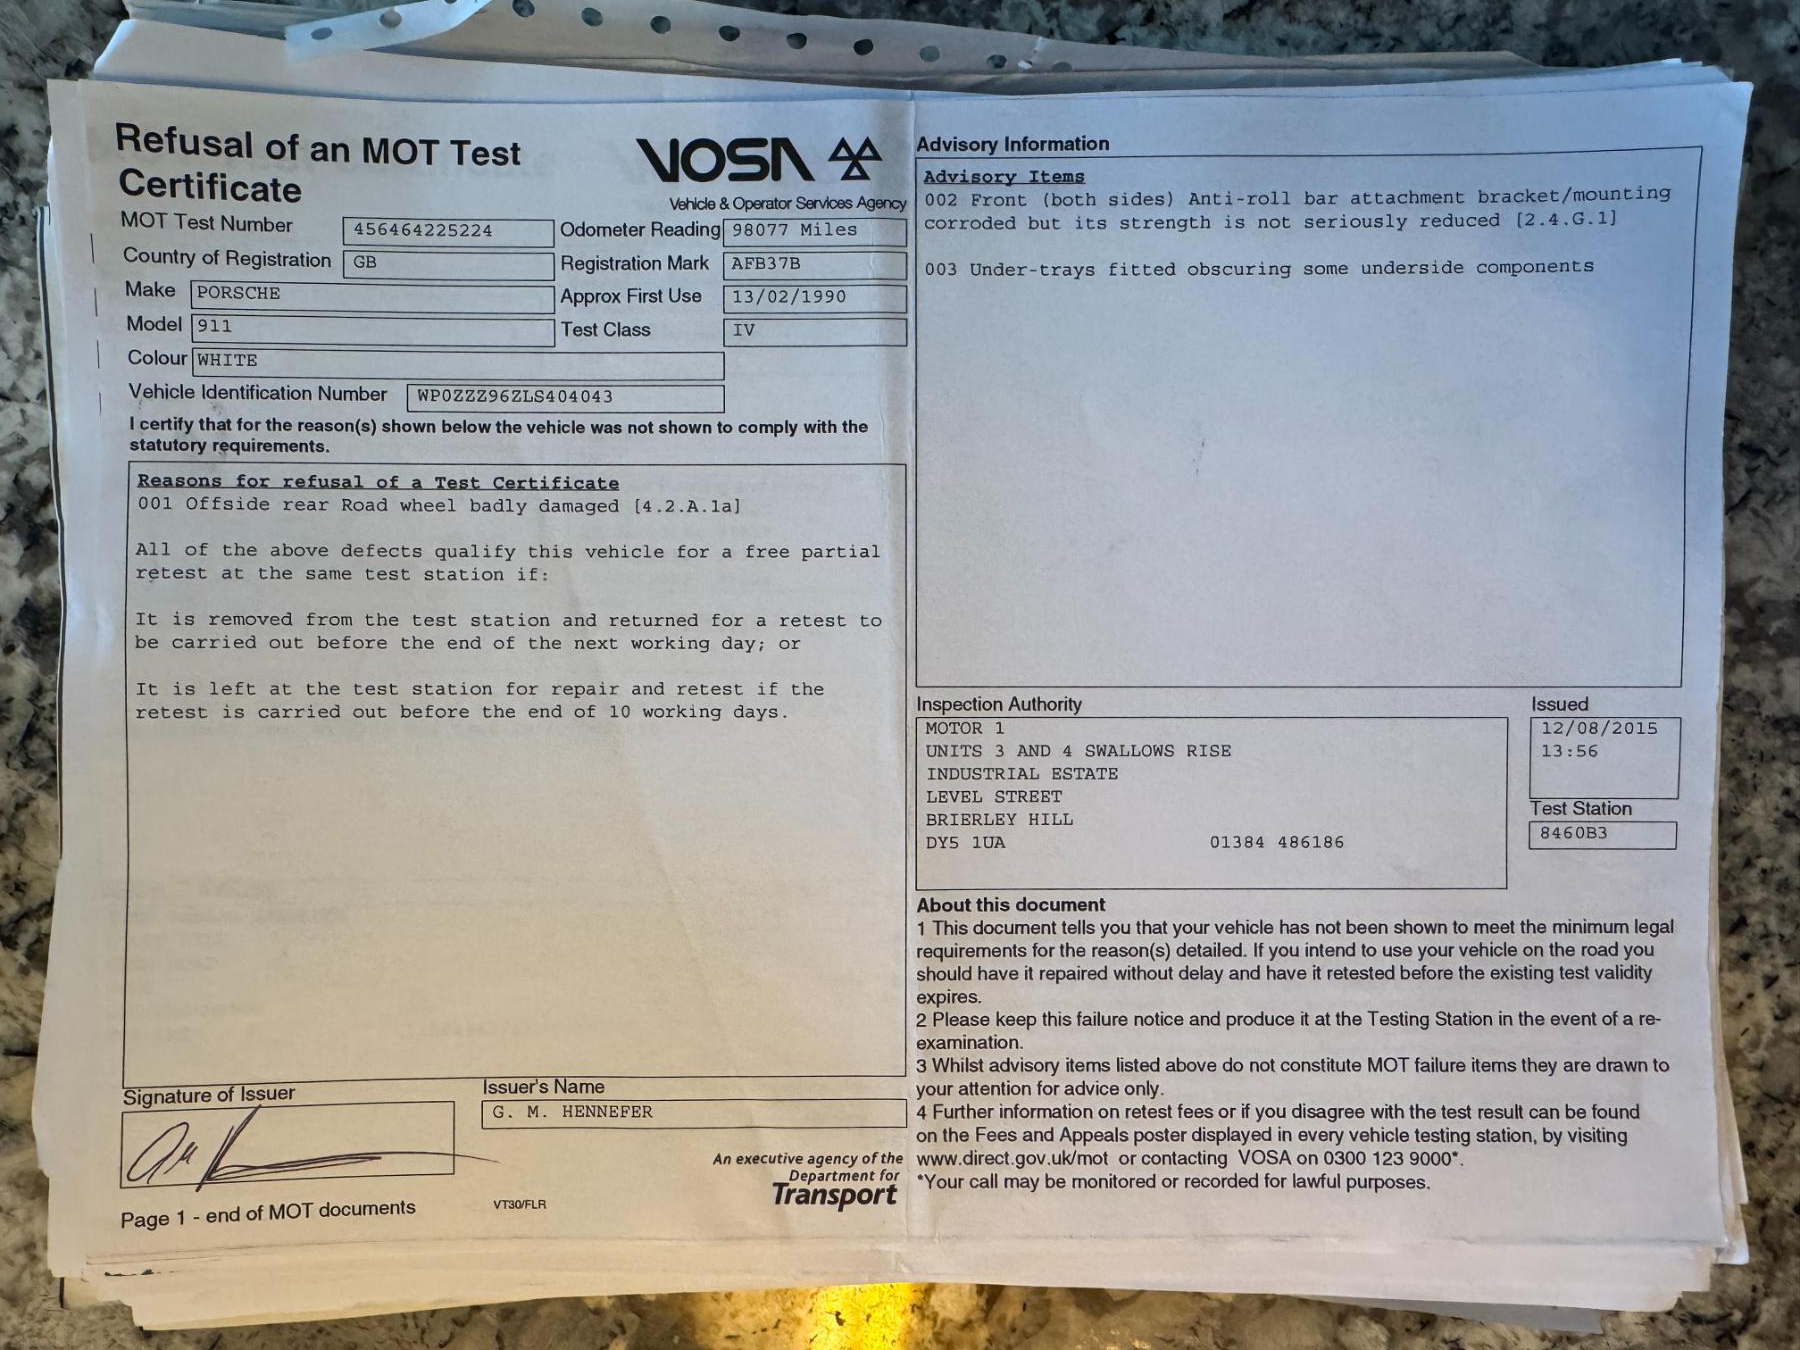 Refusal of an MOT Test
Certificate
VOSA
Vehicle & Operator Services Agency
MOT Test Number 456464225224
Odometer Reading 98077 Miles
Country of Registration GB
Registration Mark AFB37B
Make PORSCHE
Approx First Use 13/02/1990
Model 911
Test Class IV
Colour WHITE
Vehicle Identification Number WP0ZZZ96ZLS404043
I certify that for the reason(s) shown below the vehicle was not shown to comply with the
statutory requirements.
Reasons for refusal of a Test Certificate
001 Offside rear Road wheel badly damaged [4.2.A.1a]
All of the above defects qualify this vehicle for a free partial
retest at the same test station if:
It is removed from the test station and returned for a retest to
be carried out before the end of the next working day; or
It is left at the test station for repair and retest if the
retest is carried out before the end of 10 working days.
Signature of Issuer
Issuer's Name
G. M. HENNEFER
An executive agency of the
Department for
Transport
Page 1 - end of MOT documents
VT30/FLR
Advisory Information
Advisory Items
002 Front (both sides) Anti-roll bar attachment bracket/mounting
corroded but its strength is not seriously reduced [2.4.G.1]
003 Under-trays fitted obscuring some underside components
Inspection Authority
MOTOR 1
UNITS 3 AND 4 SWALLOWS RISE
INDUSTRIAL ESTATE
LEVEL STREET
BRIERLEY HILL
DY5 1UA 01384 486186
Issued
12/08/2015
13:56
Test Station
8460B3
About this document
1 This document tells you that your vehicle has not been shown to meet the minimum legal
requirements for the reason(s) detailed. If you intend to use your vehicle on the road you
should have it repaired without delay and have it retested before the existing test validity
expires.
2 Please keep this failure notice and produce it at the Testing Station in the event of a re-
examination.
3 Whilst advisory items listed above do not constitute MOT failure items they are drawn to
your attention for advice only.
4 Further information on retest fees or if you disagree with the test result can be found
on the Fees and Appeals poster displayed in every vehicle testing station, by visiting
www.direct.gov.uk/mot or contacting VOSA on 0300 123 9000*.
*Your call may be monitored or recorded for lawful purposes.